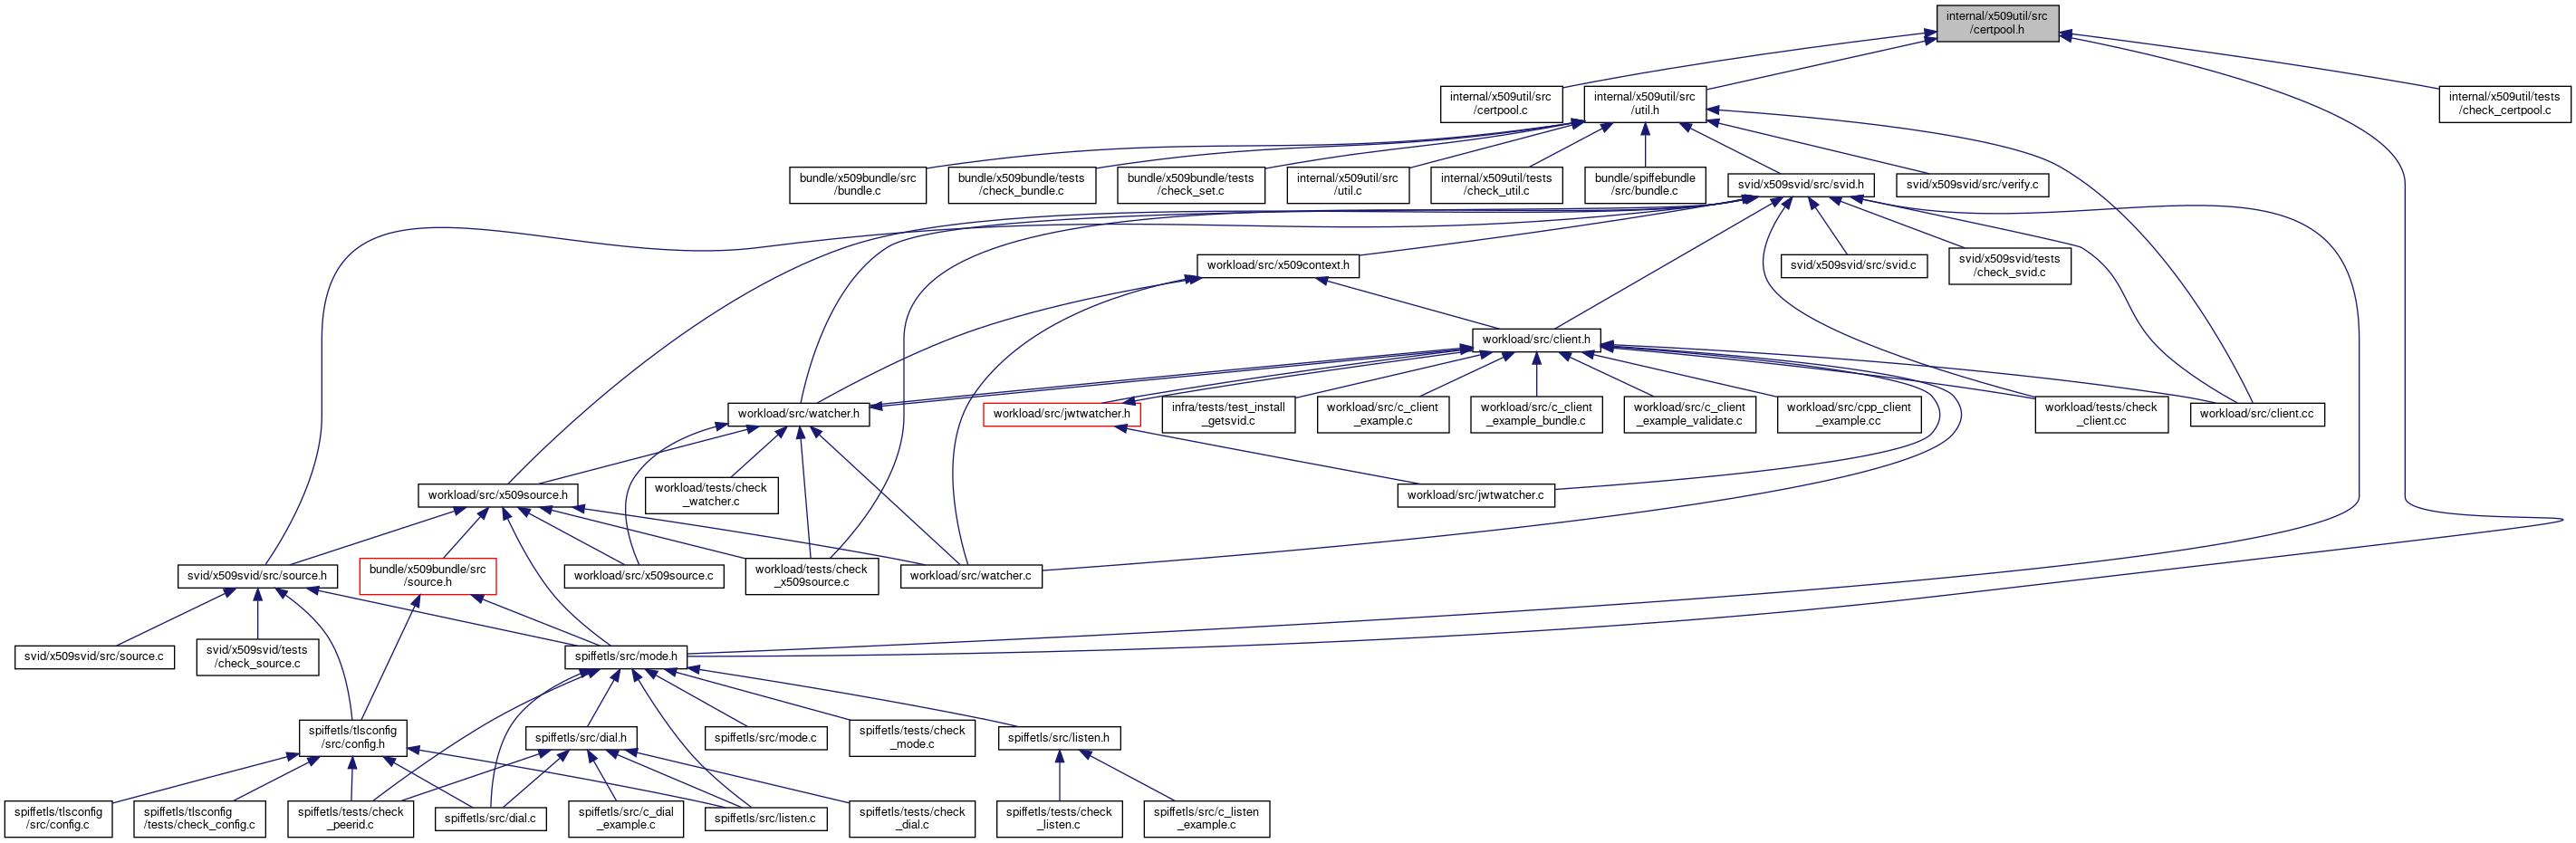 internal/x509util/src
/certpool.h
internal/x509util/src
/certpool.c
internal/x509util/src
/util.h
internal/x509util/tests
/check_certpool.c
bundle/x509bundle/src
/bundle.c
bundle/x509bundle/tests
/check_bundle.c
bundle/x509bundle/tests
/check_set.c
internal/x509util/src
/util.c
internal/x509util/tests
/check_util.c
bundle/spiffebundle
/src/bundle.c
svid/x509svid/src/svid.h
svid/x509svid/src/verify.c
workload/src/x509context.h
svid/x509svid/src/svid.c
svid/x509svid/tests
/check_svid.c
workload/src/client.h
workload/src/watcher.h
workload/src/jwtwatcher.h
infra/tests/test_install
_getsvid.c
workload/src/c_client
_example.c
workload/src/c_client
_example_bundle.c
workload/src/c_client
_example_validate.c
workload/src/cpp_client
_example.cc
workload/tests/check
_client.cc
workload/src/client.cc
workload/src/x509source.h
workload/tests/check
_watcher.c
workload/src/jwtwatcher.c
svid/x509svid/src/source.h
bundle/x509bundle/src
/source.h
workload/src/x509source.c
workload/tests/check
_x509source.c
workload/src/watcher.c
svid/x509svid/src/source.c
svid/x509svid/tests
/check_source.c
spiffetls/src/mode.h
spiffetls/tlsconfig
/src/config.h
spiffetls/src/dial.h
spiffetls/src/mode.c
spiffetls/tests/check
_mode.c
spiffetls/src/listen.h
spiffetls/tlsconfig
/src/config.c
spiffetls/tlsconfig
/tests/check_config.c
spiffetls/tests/check
_peerid.c
spiffetls/src/dial.c
spiffetls/src/c_dial
_example.c
spiffetls/src/listen.c
spiffetls/tests/check
_dial.c
spiffetls/tests/check
_listen.c
spiffetls/src/c_listen
_example.c